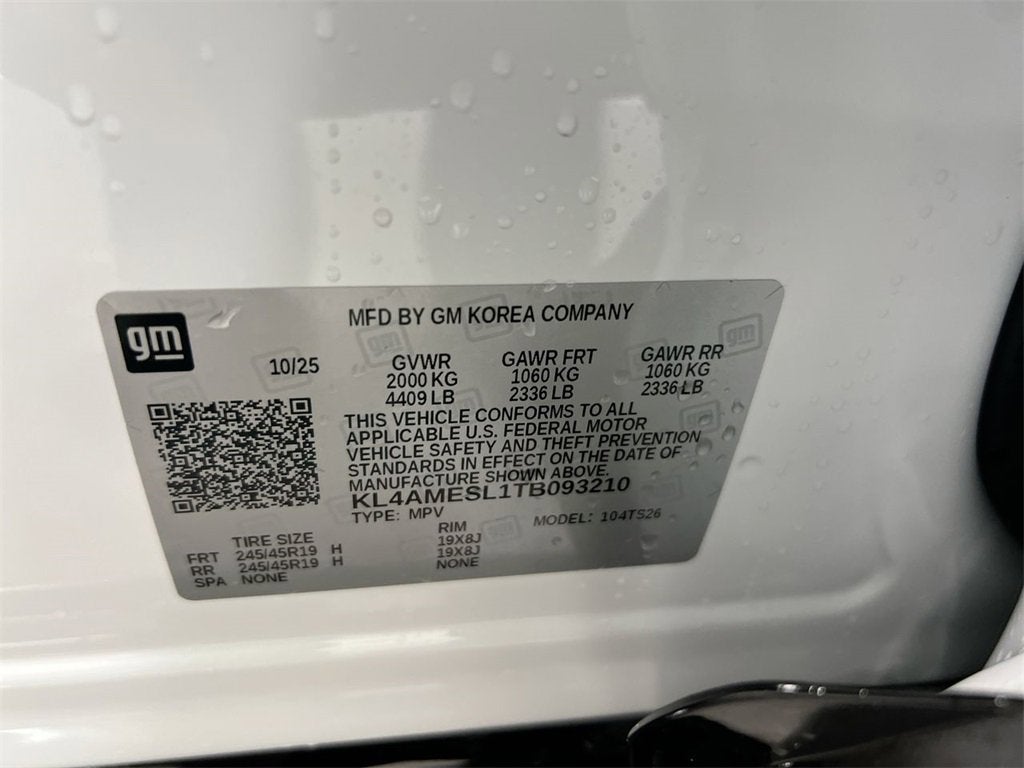 gm
MFD BY GM KOREA COMPANY
10/25
GVWR GAWR FRT GAWR RR
2000 KG 1060 KG 1060 KG
4409 LB 2336 LB 2336 LB
THIS VEHICLE CONFORMS TO ALL
APPLICABLE U.S. FEDERAL MOTOR
VEHICLE SAFETY AND THEFT PREVENTION
STANDARDS IN EFFECT ON THE DATE OF
MANUFACTURE SHOWN ABOVE.
KL4AMESL1TB093210
TYPE: MPV MODEL: 104TS26
TIRE SIZE RIM
FRT 245/45R19 H 19X8J
RR 245/45R19 H 19X8J
SPA NONE NONE